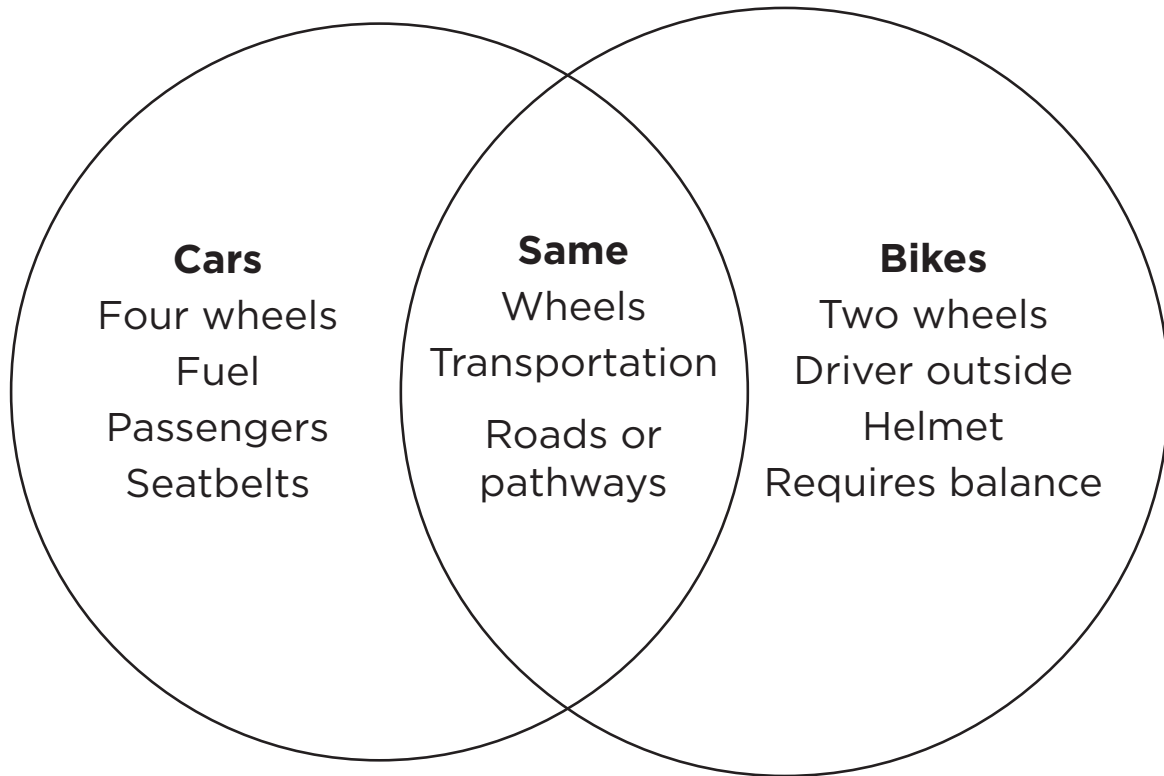 Cars
Four wheels
Fuel
Passengers
Seatbelts
Same
Wheels
Transportation
Roads or
pathways
Bikes
Two wheels
Driver outside
Helmet
Requires balance